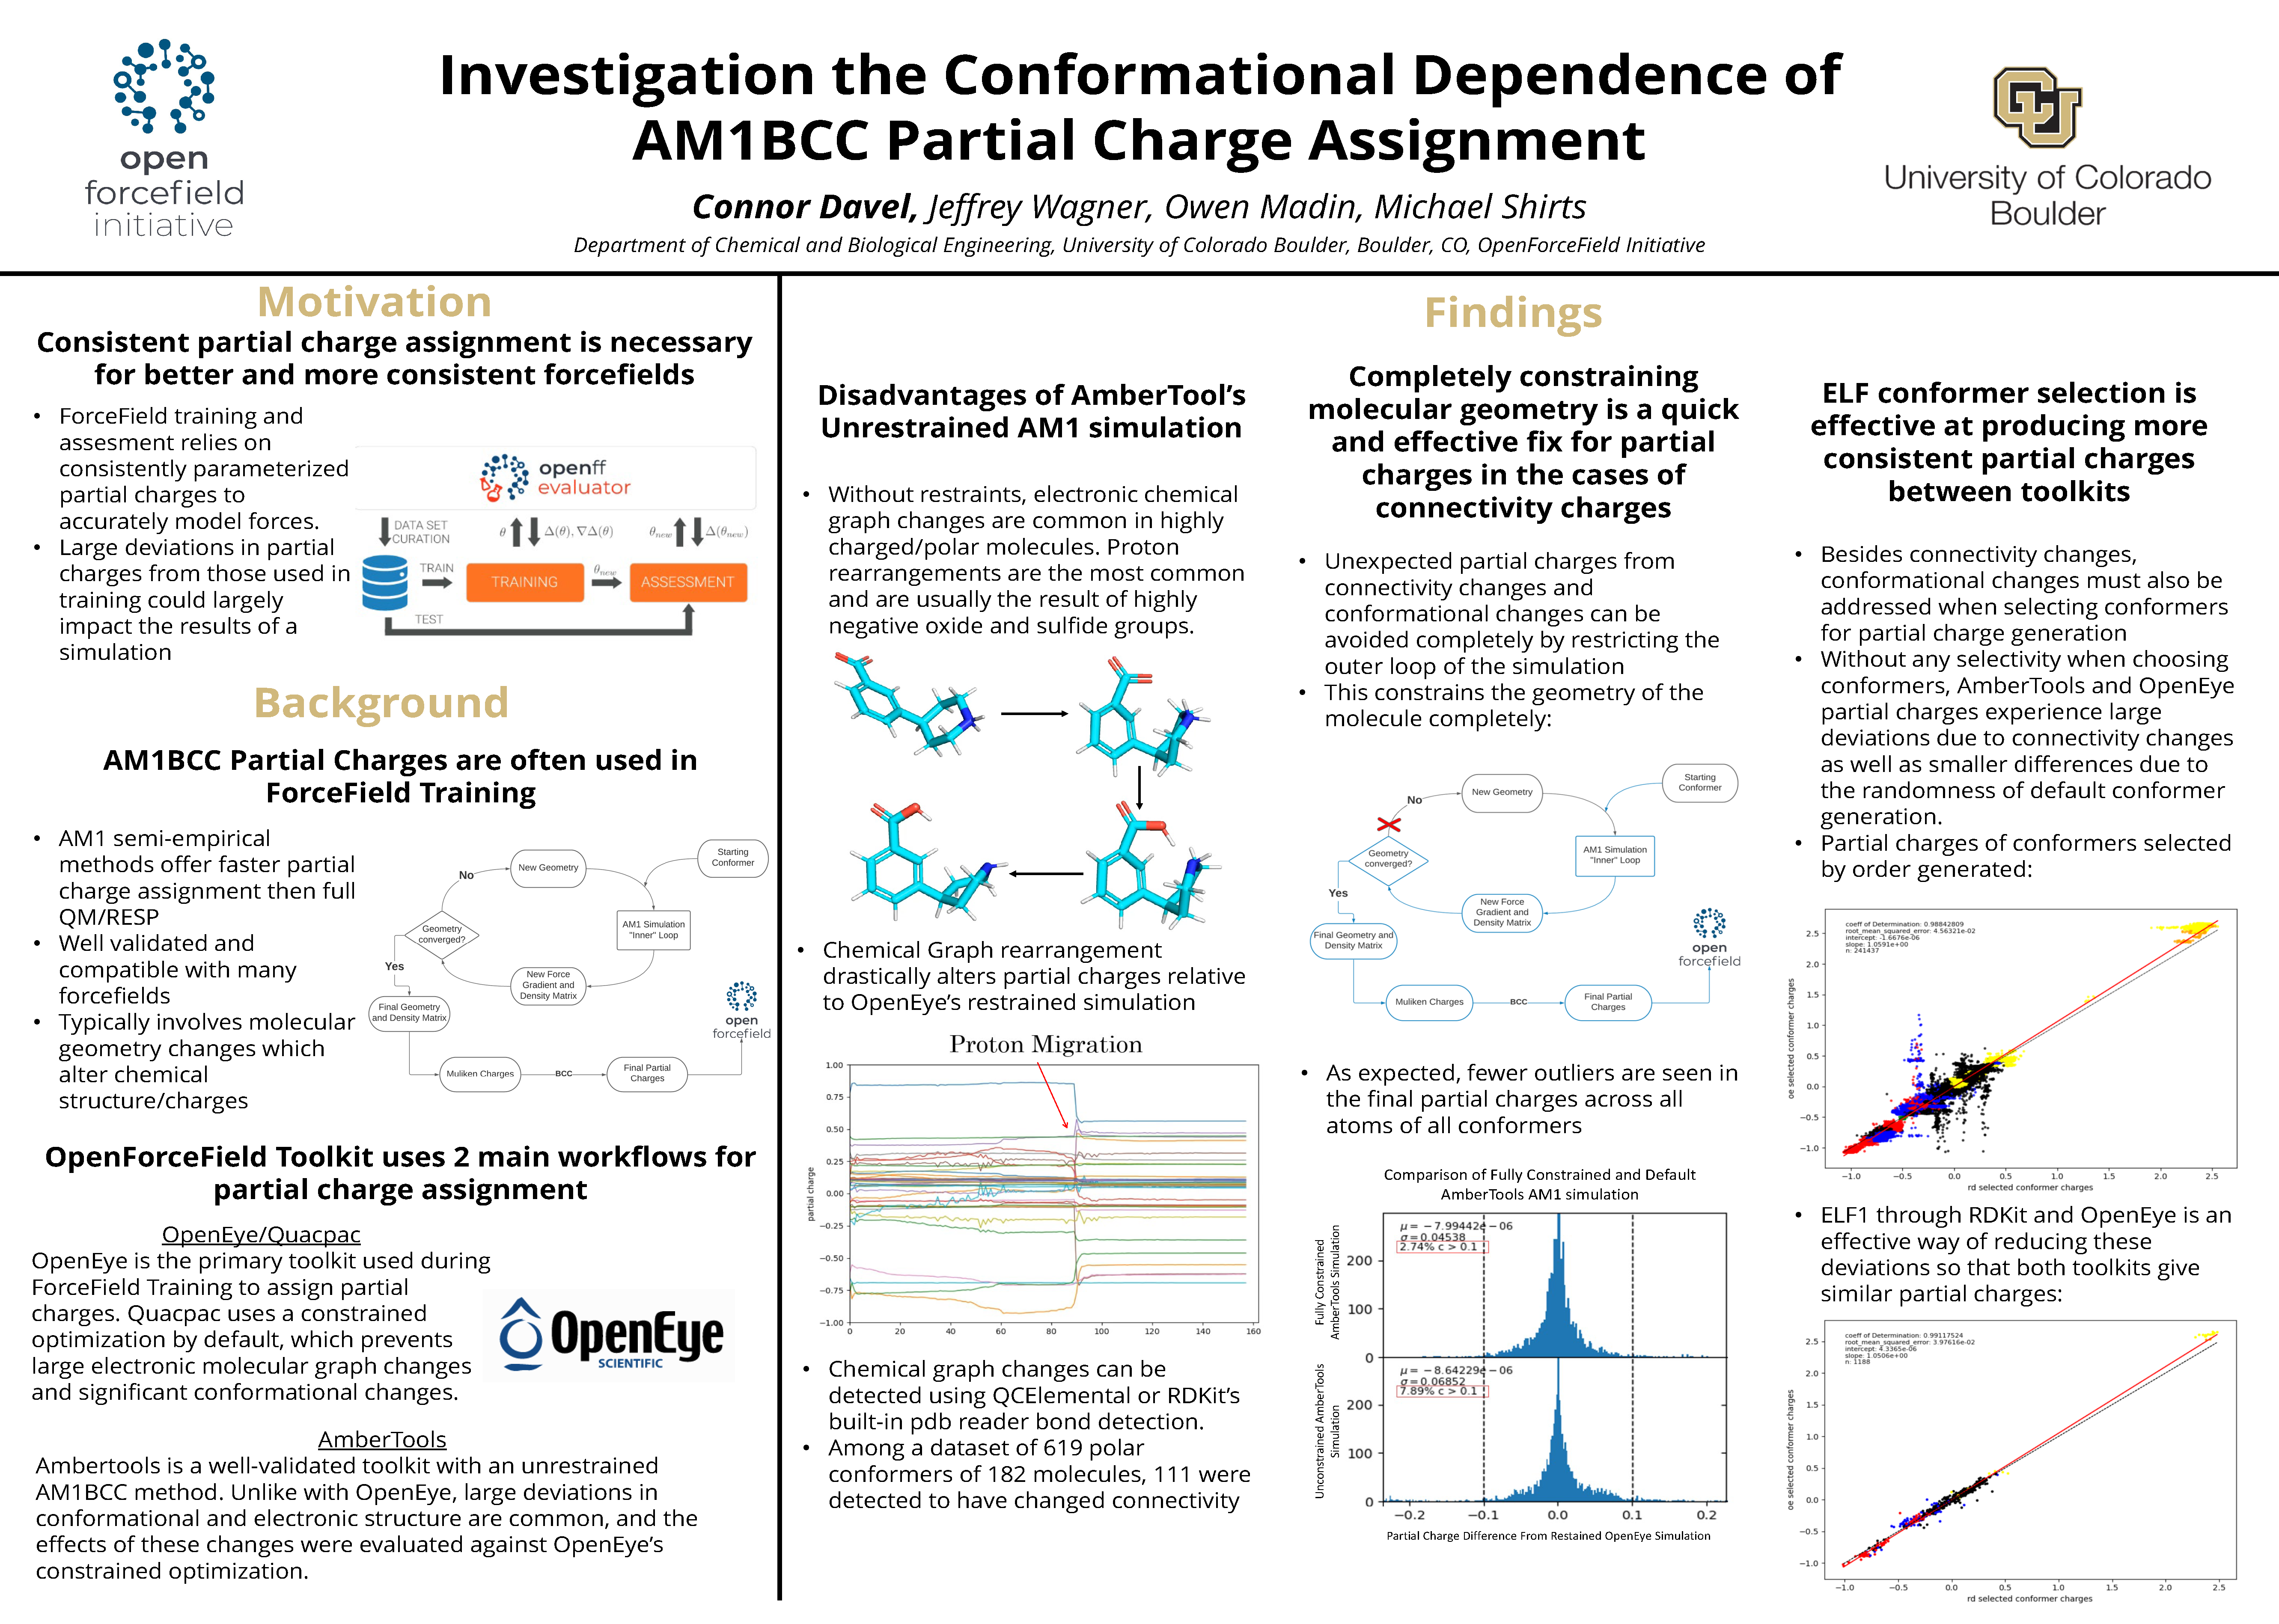 open
forcefield
initiative
Investigation the Conformational Dependence of
AM1BCC Partial Charge Assignment
Connor Davel, Jeffrey Wagner, Owen Madin, Michael Shirts
Department of Chemical and Biological Engineering, University of Colorado Boulder, Boulder, CO, OpenForceField Initiative
CU
University of Colorado
Boulder
Motivation
Consistent partial charge assignment is necessary
for better and more consistent forcefields
• ForceField training and
assesment relies on
consistently parameterized
partial charges to
accurately model forces.
• Large deviations in partial
charges from those used in
training could largely
impact the results of a
simulation
openff
evaluator
DATA SET
CURATION
θ
Δ(θ), ∇Δ(θ)
θnew
Δ(θnew)
TRAIN
TRAINING
θnew
ASSESSMENT
TEST
Background
AM1BCC Partial Charges are often used in
ForceField Training
• AM1 semi-empirical
methods offer faster partial
charge assignment then full
QM/RESP
• Well validated and
compatible with many
forcefields
• Typically involves molecular
geometry changes which
alter chemical
structure/charges
Starting
Conformer
New Geometry
No
AM1 Simulation
"Inner" Loop
Geometry
converged?
Yes
New Force
Gradient and
Density Matrix
Final Geometry
and Density Matrix
open
forcefield
Muliken Charges
BCC
Final Partial
Charges
OpenForceField Toolkit uses 2 main workflows for
partial charge assignment
OpenEye/Quacpac
OpenEye is the primary toolkit used during
ForceField Training to assign partial
charges. Quacpac uses a constrained
optimization by default, which prevents
large electronic molecular graph changes
and significant conformational changes.
OpenEye
SCIENTIFIC
AmberTools
Ambertools is a well-validated toolkit with an unrestrained
AM1BCC method. Unlike with OpenEye, large deviations in
conformational and electronic structure are common, and the
effects of these changes were evaluated against OpenEye's
constrained optimization.
Findings
Disadvantages of AmberTool's
Unrestrained AM1 simulation
• Without restraints, electronic chemical
graph changes are common in highly
charged/polar molecules. Proton
rearrangements are the most common
and are usually the result of highly
negative oxide and sulfide groups.
• Chemical Graph rearrangement
drastically alters partial charges relative
to OpenEye's restrained simulation
Proton Migration
partial charge
1.00
0.75
0.50
0.25
0.00
−0.25
−0.50
−0.75
−1.00
0 20 40 60 80 100 120 140 160
• Chemical graph changes can be
detected using QCElemental or RDKit's
built-in pdb reader bond detection.
• Among a dataset of 619 polar
conformers of 182 molecules, 111 were
detected to have changed connectivity
Completely constraining
molecular geometry is a quick
and effective fix for partial
charges in the cases of
connectivity charges
• Unexpected partial charges from
connectivity changes and
conformational changes can be
avoided completely by restricting the
outer loop of the simulation
• This constrains the geometry of the
molecule completely:
Starting
Conformer
New Geometry
No
AM1 Simulation
"Inner" Loop
Geometry
converged?
Yes
New Force
Gradient and
Density Matrix
Final Geometry and
Density Matrix
open
forcefield
Muliken Charges
BCC
Final Partial
Charges
• As expected, fewer outliers are seen in
the final partial charges across all
atoms of all conformers
Comparison of Fully Constrained and Default
AmberTools AM1 simulation
Fully Constrained
AmberTools Simulation
μ = −7.99442e−06
σ = 0.04538
2.74% c > 0.1
200
100
0
Unconstrained AmberTools
Simulation
μ = −8.64229e−06
σ = 0.06852
7.89% c > 0.1
200
100
0
−0.2 −0.1 0.0 0.1 0.2
Partial Charge Difference From Restained OpenEye Simulation
ELF conformer selection is
effective at producing more
consistent partial charges
between toolkits
• Besides connectivity changes,
conformational changes must also be
addressed when selecting conformers
for partial charge generation
• Without any selectivity when choosing
conformers, AmberTools and OpenEye
partial charges experience large
deviations due to connectivity changes
as well as smaller differences due to
the randomness of default conformer
generation.
• Partial charges of conformers selected
by order generated:
coeff of Determination: 0.98842809
root_mean_squared_error: 4.56321e-02
intercept: -1.6676e-06
slope: 1.0591e+00
n: 241437
oe selected conformer charges
2.5
2.0
1.5
1.0
0.5
0.0
−0.5
−1.0
−1.0 −0.5 0.0 0.5 1.0 1.5 2.0 2.5
rd selected conformer charges
• ELF1 through RDKit and OpenEye is an
effective way of reducing these
deviations so that both toolkits give
similar partial charges:
coeff of Determination: 0.99117524
root_mean_squared_error: 3.97616e-02
intercept: 4.3365e-06
slope: 1.0506e+00
n: 1188
oe selected conformer charges
2.5
2.0
1.5
1.0
0.5
0.0
−0.5
−1.0
−1.0 −0.5 0.0 0.5 1.0 1.5 2.0 2.5
rd selected conformer charges